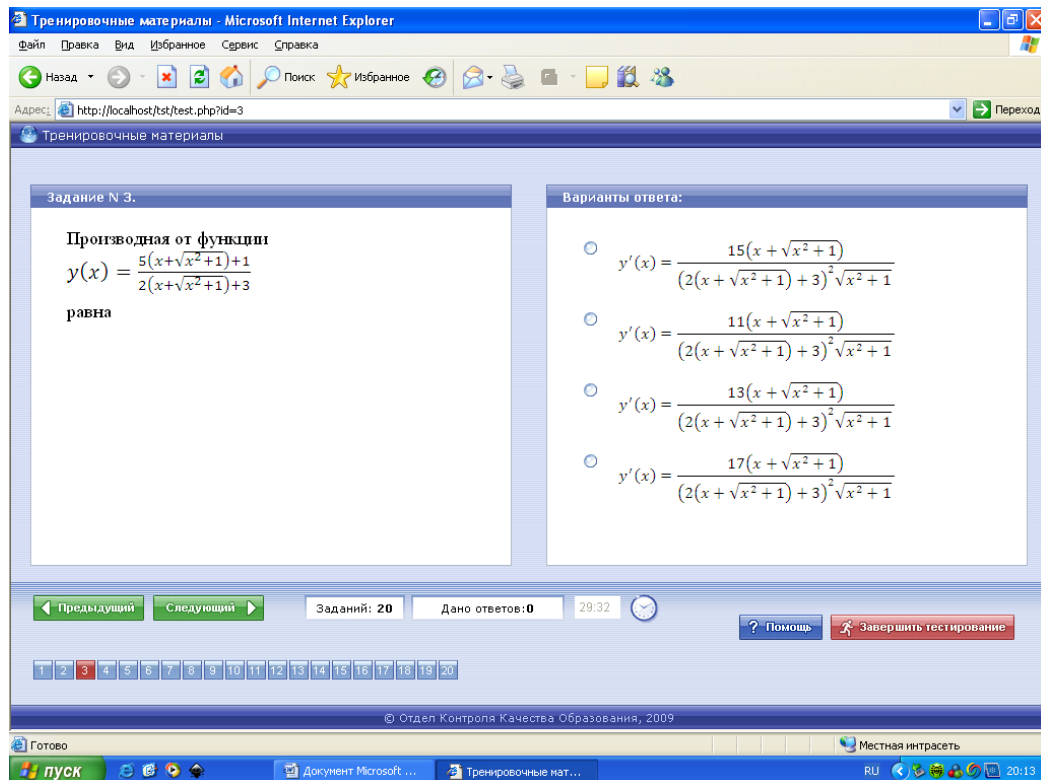 Тренировочные материалы - Microsoft Internet Explorer
Файл Правка Вид Избранное Сервис Справка
Назад Поиск Избранное
Адрес: http://localhost/tst/test.php?id=3 Переход
Тренировочные материалы
Задание N 3.
Производная от функции
y(x) = (5(x+√(x²+1))+1)/(2(x+√(x²+1))+3)
равна
Варианты ответа:
y′(x) = 15(x + √(x² + 1))/((2(x + √(x² + 1)) + 3)²√(x² + 1))
y′(x) = 11(x + √(x² + 1))/((2(x + √(x² + 1)) + 3)²√(x² + 1))
y′(x) = 13(x + √(x² + 1))/((2(x + √(x² + 1)) + 3)²√(x² + 1))
y′(x) = 17(x + √(x² + 1))/((2(x + √(x² + 1)) + 3)²√(x² + 1))
Предыдущий Следующий Заданий: 20 Дано ответов:0 29:32
? Помощь Завершить тестирование
1 2 3 4 5 6 7 8 9 10 11 12 13 14 15 16 17 18 19 20
© Отдел Контроля Качества Образования, 2009
Готово Местная интрасеть
пуск Документ Microsoft ... Тренировочные мат... RU 20:13